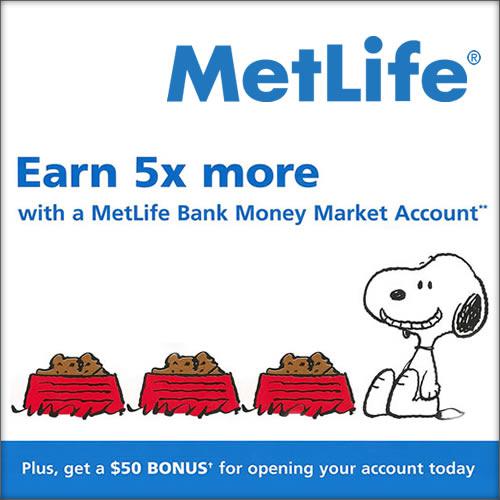 MetLife®
Earn 5x more
with a MetLife Bank Money Market Account**
Plus, get a $50 BONUS† for opening your account today